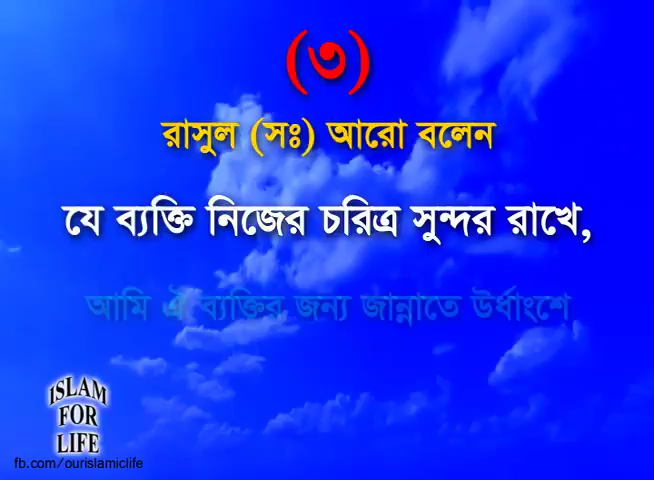 (৩)
রাসুল (সঃ) আরো বলেন
যে ব্যক্তি নিজের চরিত্র সুন্দর রাখে,
আমি ঐ ব্যক্তির জন্য জান্নাতে উর্ধাংশে
ISLAM
FOR
LIFE
fb.com/ourislamiclife